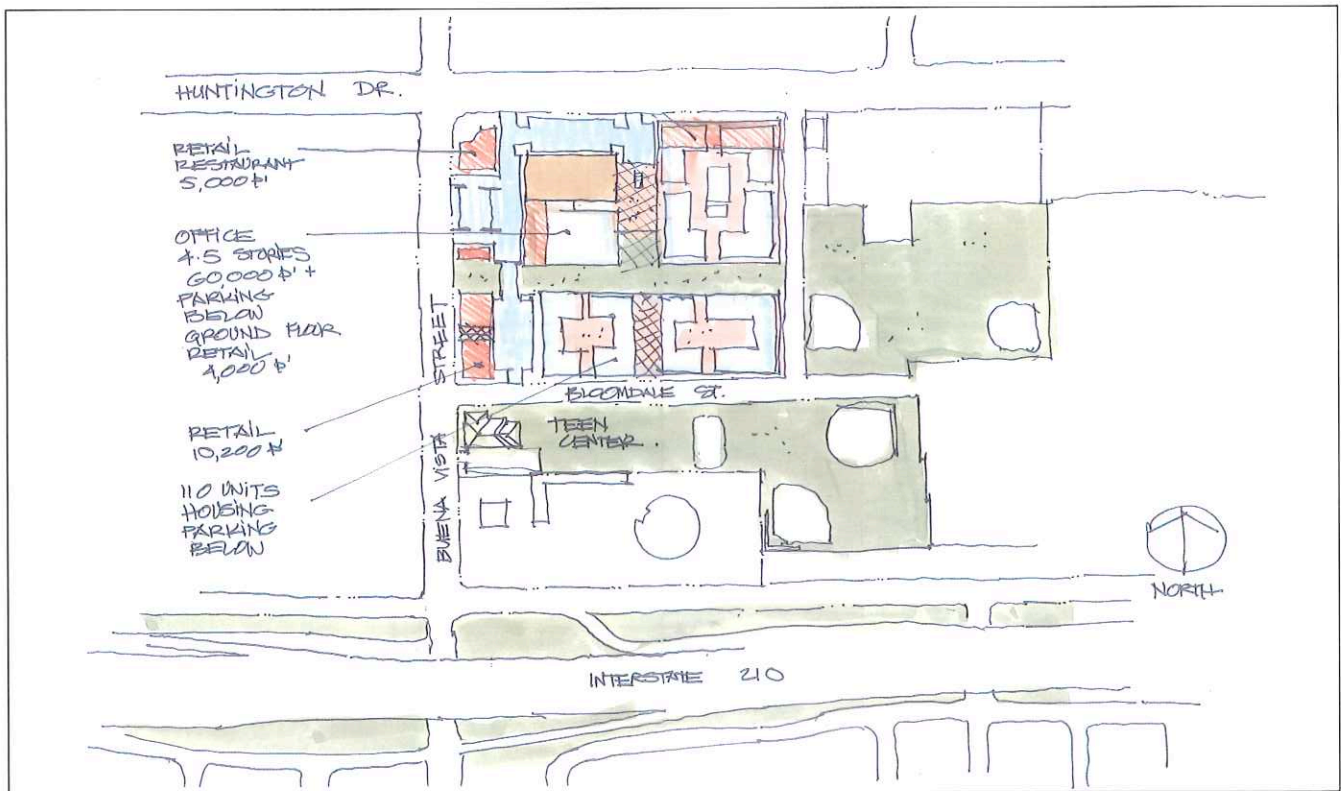 HUNTINGTON DR.
RETAIL
RESTAURANT
5,000 ⌀'
OFFICE
4-5 STORIES
60,000 ⌀' +
PARKING
BELOW
GROUND FLOOR
RETAIL
4,000 ⌀'
RETAIL
10,200 ⌀'
110 UNITS
HOUSING
PARKING
BELOW
BUENA VISTA STREET
BLOOMDALE ST.
TEEN
CENTER.
NORTH
INTERSTATE 210